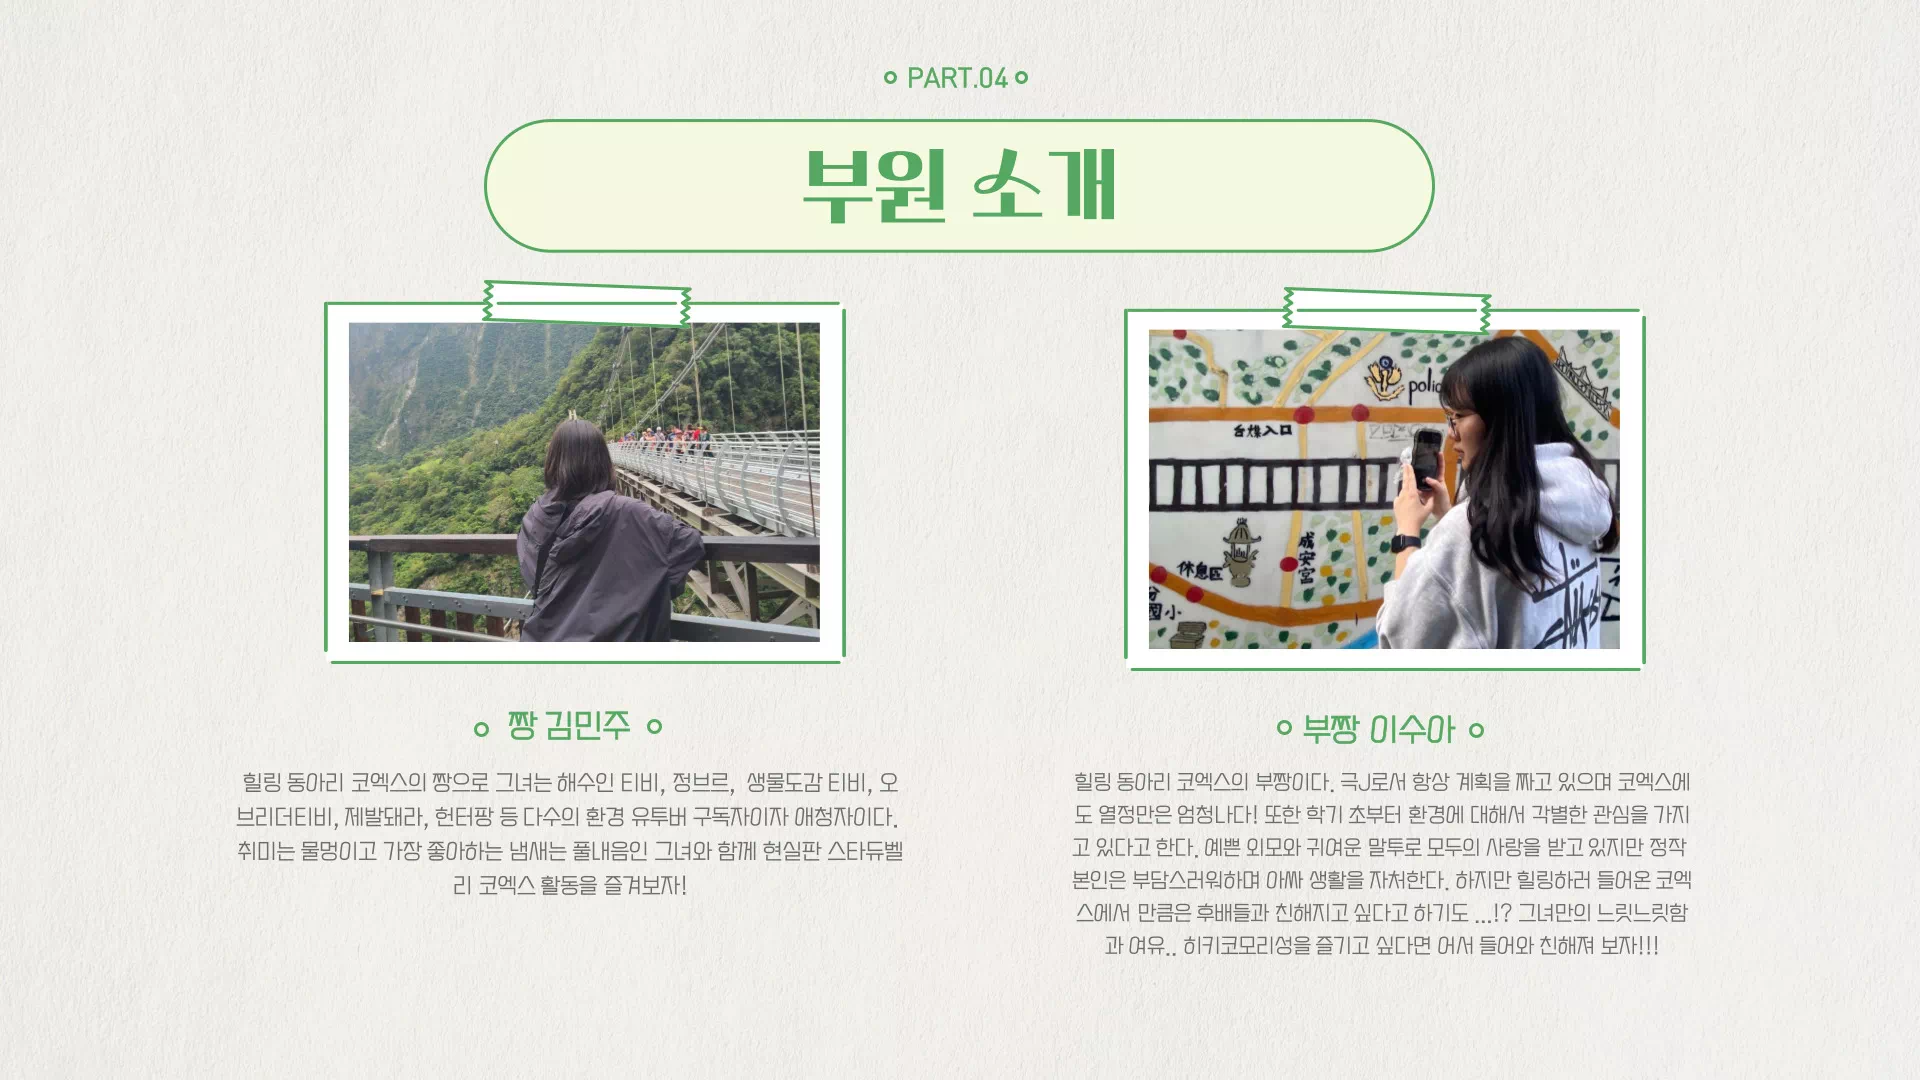 PART.04
부원 소개
polic
台煤入口
休息区
成安宮
国小
짱 김민주
힐링 동아리 코엑스의 짱으로 그녀는 해수인 티비, 정브르, 생물도감 티비, 오
브리더티비, 제발돼라, 헌터팡 등 다수의 환경 유투버 구독자이자 애청자이다.
취미는 물멍이고 가장 좋아하는 냄새는 풀내음인 그녀와 함께 현실판 스타듀벨
리 코엑스 활동을 즐겨보자!
부짱 이수아
힐링 동아리 코엑스의 부짱이다. 극J로서 항상 계획을 짜고 있으며 코엑스에
도 열정만은 엄청나다! 또한 학기 초부터 환경에 대해서 각별한 관심을 가지
고 있다고 한다. 예쁜 외모와 귀여운 말투로 모두의 사랑을 받고 있지만 정작
본인은 부담스러워하며 아싸 생활을 자처한다. 하지만 힐링하러 들어온 코엑
스에서 만큼은 후배들과 친해지고 싶다고 하기도 ...!? 그녀만의 느릿느릿함
과 여유.. 히키코모리성을 즐기고 싶다면 어서 들어와 친해져 보자!!!